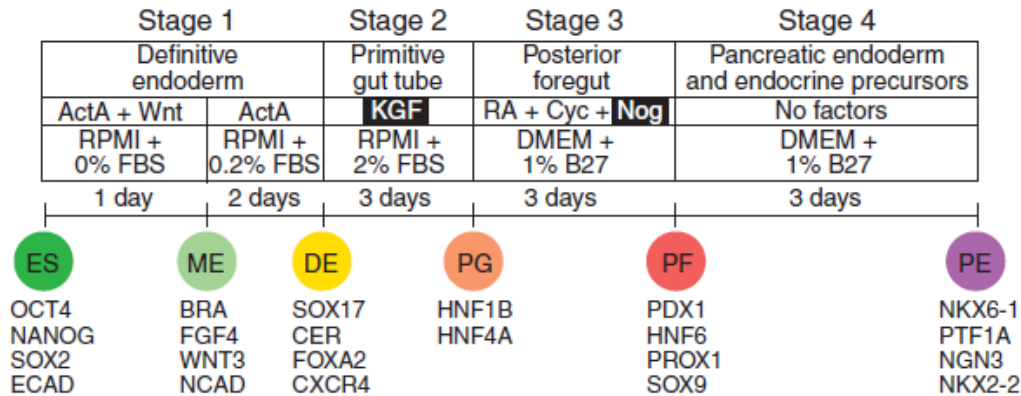 Stage 1 Stage 2 Stage 3 Stage 4
Definitive endoderm
Primitive gut tube
Posterior foregut
Pancreatic endoderm and endocrine precursors
ActA + Wnt
ActA
KGF
RA + Cyc + Nog
No factors
RPMI + 0% FBS
RPMI + 0.2% FBS
RPMI + 2% FBS
DMEM + 1% B27
DMEM + 1% B27
1 day 2 days 3 days 3 days 3 days
ES ME DE PG PF PE
OCT4
NANOG
SOX2
ECAD
BRA
FGF4
WNT3
NCAD
SOX17
CER
FOXA2
CXCR4
HNF1B
HNF4A
PDX1
HNF6
PROX1
SOX9
NKX6-1
PTF1A
NGN3
NKX2-2